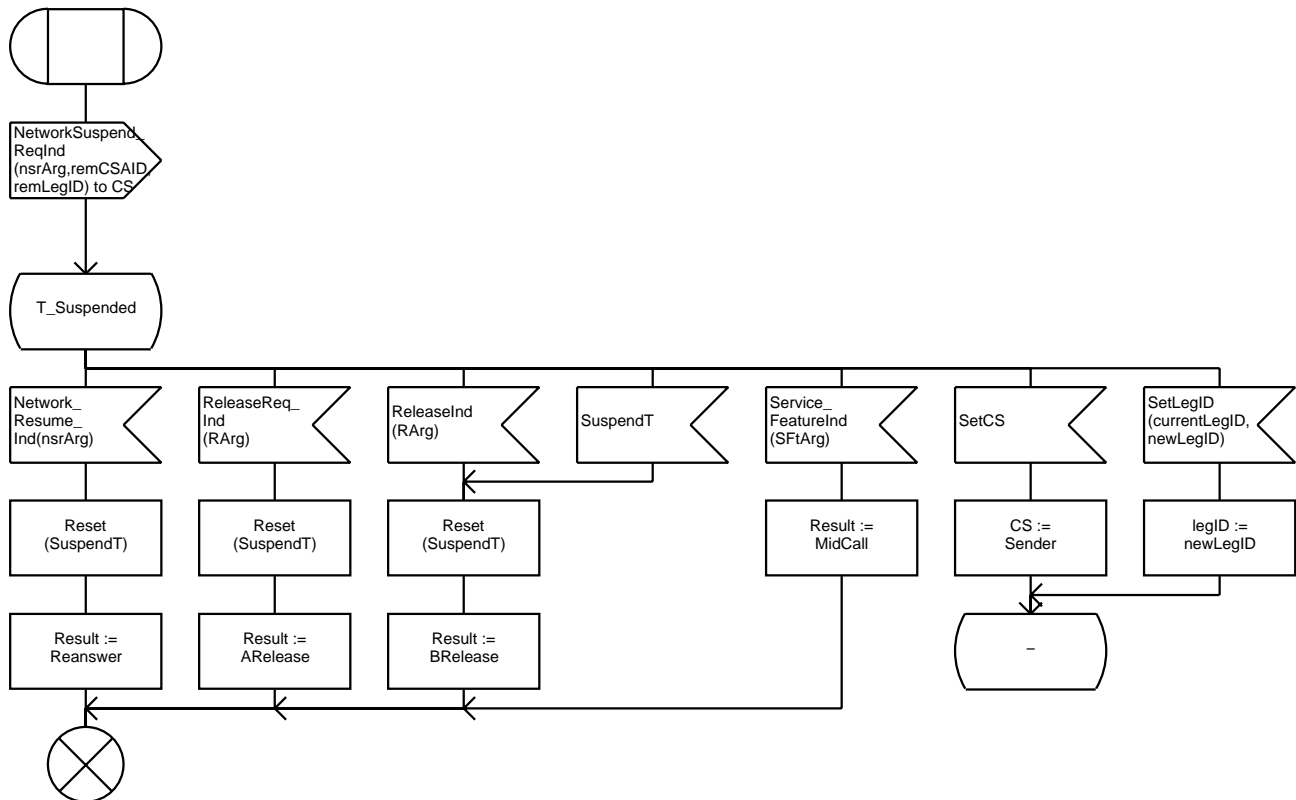 NetworkSuspend_
ReqInd
(nsrArg,remCSAID,
remLegID) to CS
T_Suspended
Network_
Resume_
Ind(nsrArg)
ReleaseReq_
Ind
(RArg)
ReleaseInd
(RArg)
SuspendT
Service_
FeatureInd
(SFtArg)
SetCS
SetLegID
(currentLegID,
newLegID)
Reset
(SuspendT)
Reset
(SuspendT)
Reset
(SuspendT)
Result :=
MidCall
CS :=
Sender
legID :=
newLegID
Result :=
Reanswer
Result :=
ARelease
Result :=
BRelease
–